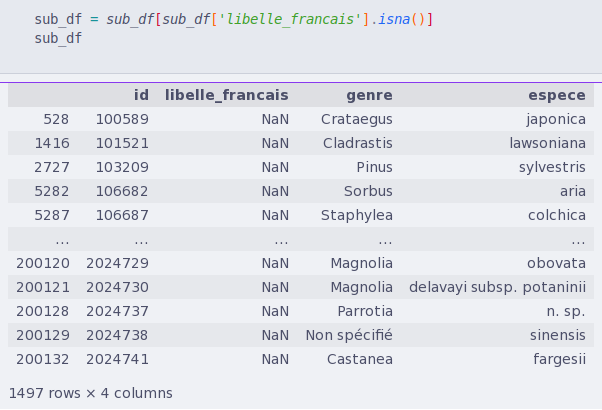 sub_df = sub_df[sub_df['libelle_francais'].isna()]
sub_df
id libelle_francais genre espece
528 100589 NaN Crataegus japonica
1416 101521 NaN Cladrastis lawsoniana
2727 103209 NaN Pinus sylvestris
5282 106682 NaN Sorbus aria
5287 106687 NaN Staphylea colchica
... ... ... ... ...
200120 2024729 NaN Magnolia obovata
200121 2024730 NaN Magnolia delavayi subsp. potaninii
200128 2024737 NaN Parrotia n. sp.
200129 2024738 NaN Non spécifié sinensis
200132 2024741 NaN Castanea fargesii
1497 rows × 4 columns